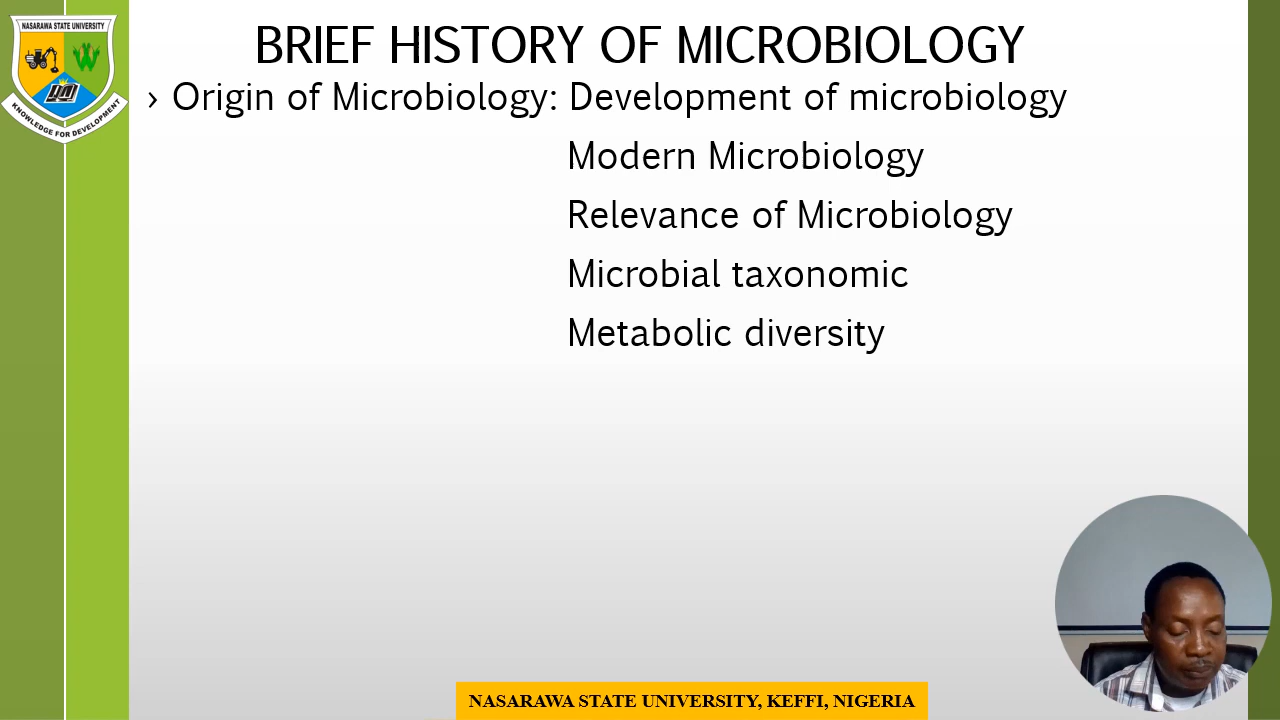 NASARAWA STATE UNIVERSITY
KNOWLEDGE FOR DEVELOPMENT
BRIEF HISTORY OF MICROBIOLOGY
› Origin of Microbiology: Development of microbiology
Modern Microbiology
Relevance of Microbiology
Microbial taxonomic
Metabolic diversity
NASARAWA STATE UNIVERSITY, KEFFI, NIGERIA